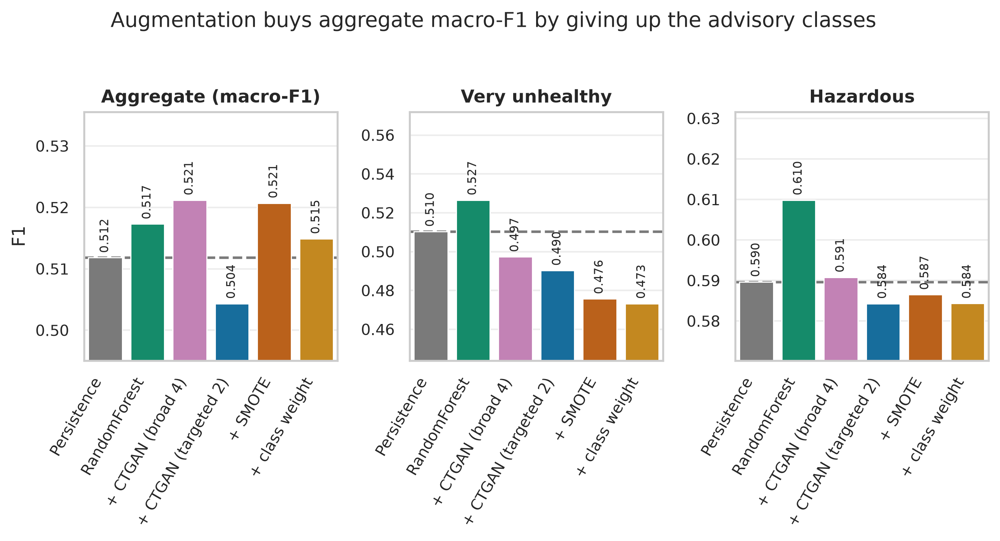 Augmentation buys aggregate macro-F1 by giving up the advisory classes
Aggregate (macro-F1)
F1
0.53
0.52
0.51
0.50
0.512
0.517
0.521
0.504
0.521
0.515
Persistence
RandomForest
+ CTGAN (broad 4)
+ CTGAN (targeted 2)
+ SMOTE
+ class weight
Very unhealthy
0.56
0.54
0.52
0.50
0.48
0.46
0.510
0.527
0.497
0.490
0.476
0.473
Persistence
RandomForest
+ CTGAN (broad 4)
+ CTGAN (targeted 2)
+ SMOTE
+ class weight
Hazardous
0.63
0.62
0.61
0.60
0.59
0.58
0.590
0.610
0.591
0.584
0.587
0.584
Persistence
RandomForest
+ CTGAN (broad 4)
+ CTGAN (targeted 2)
+ SMOTE
+ class weight